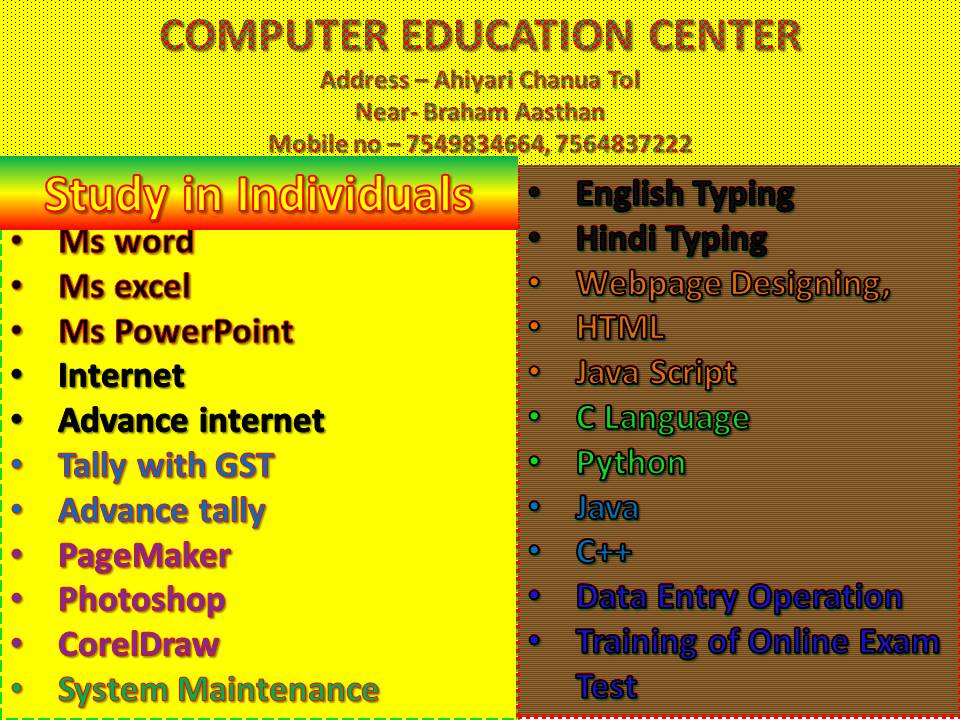 COMPUTER EDUCATION CENTER
Address – Ahiyari Chanua Tol
Near- Braham Aasthan
Mobile no – 7549834664, 7564837222
Study in Individuals
• Ms word
• Ms excel
• Ms PowerPoint
• Internet
• Advance internet
• Tally with GST
• Advance tally
• PageMaker
• Photoshop
• CorelDraw
• System Maintenance
• English Typing
• Hindi Typing
• Webpage Designing,
• HTML
• Java Script
• C Language
• Python
• Java
• C++
• Data Entry Operation
• Training of Online Exam
Test